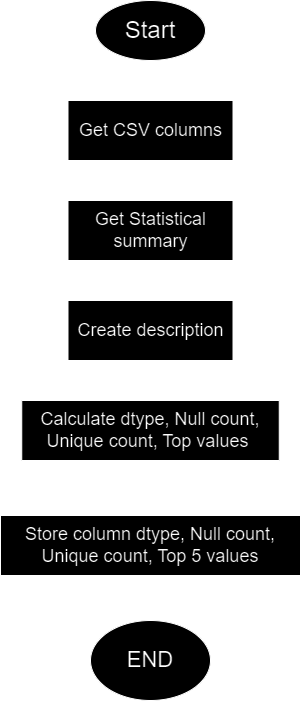 Start
Get CSV columns
Get Statistical
summary
Create description
Calculate dtype, Null count,
Unique count, Top values
Store column dtype, Null count,
Unique count, Top 5 values
END